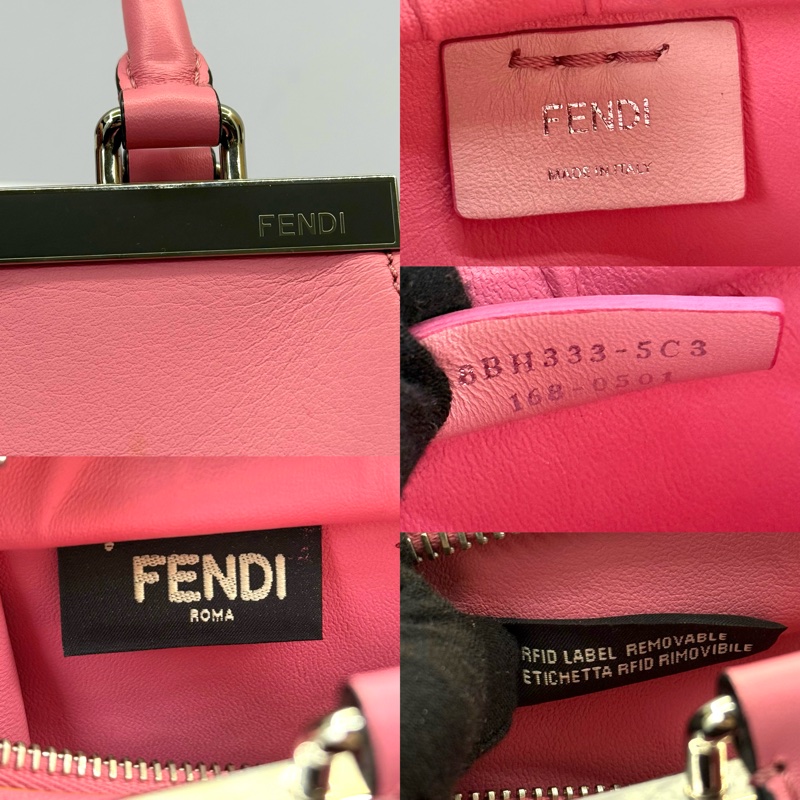 FENDI
FENDI
MADE IN ITALY
8BH333-5C3
168-0501
FENDI
ROMA
RFID LABEL REMOVABLE
ETICHETTA RFID RIMOVIBILE